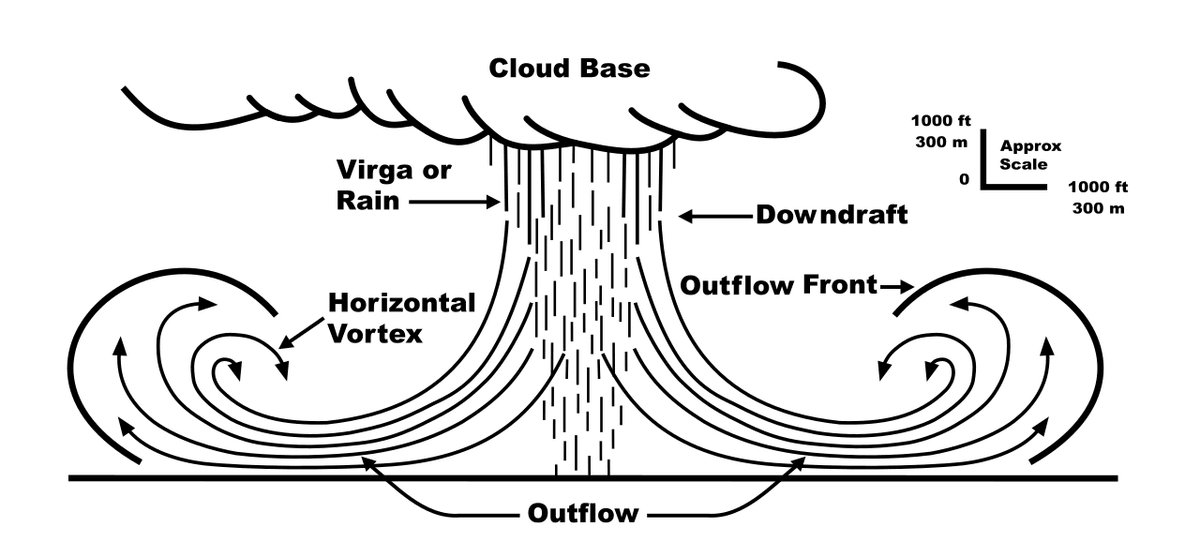 Cloud Base
1000 ft
300 m
Approx
Scale
0
1000 ft
300 m
Virga or
Rain
Downdraft
Outflow Front
Horizontal
Vortex
Outflow